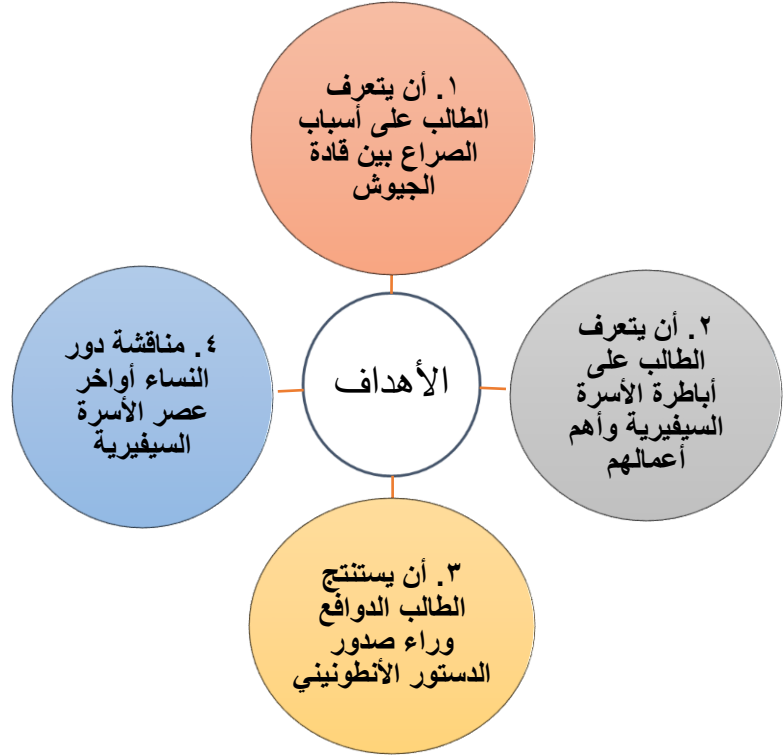 الأهداف
١. أن يتعرف
الطالب على أسباب
الصراع بين قادة
الجيوش
٢. أن يتعرف
الطالب على
أباطرة الأسرة
السيفيرية وأهم
أعمالهم
٣. أن يستنتج
الطالب الدوافع
وراء صدور
الدستور الأنطونيني
٤. مناقشة دور
النساء أواخر
عصر الأسرة
السيفيرية